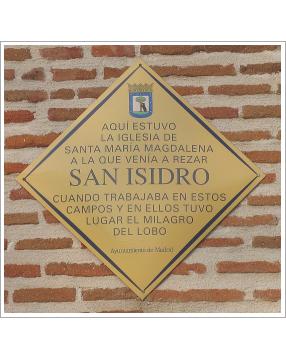 AQUÍ ESTUVO
LA IGLESIA DE
SANTA MARÍA MAGDALENA
A LA QUE VENÍA A REZAR
SAN ISIDRO
CUANDO TRABAJABA EN ESTOS
CAMPOS Y EN ELLOS TUVO
LUGAR EL MILAGRO
DEL LOBO
Ayuntamiento de Madrid